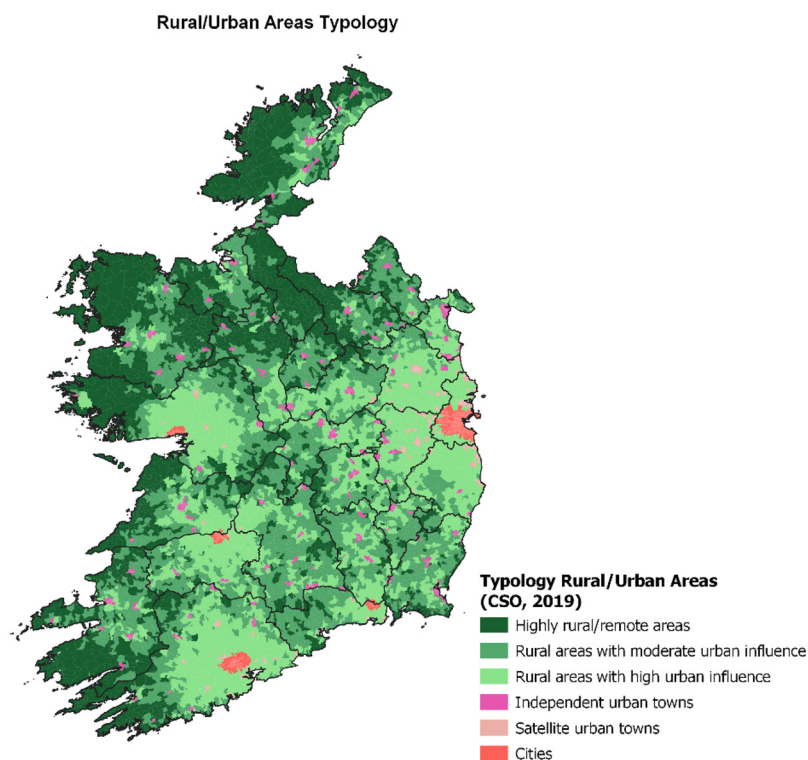 Rural/Urban Areas Typology
Typology Rural/Urban Areas
(CSO, 2019)
Highly rural/remote areas
Rural areas with moderate urban influence
Rural areas with high urban influence
Independent urban towns
Satellite urban towns
Cities